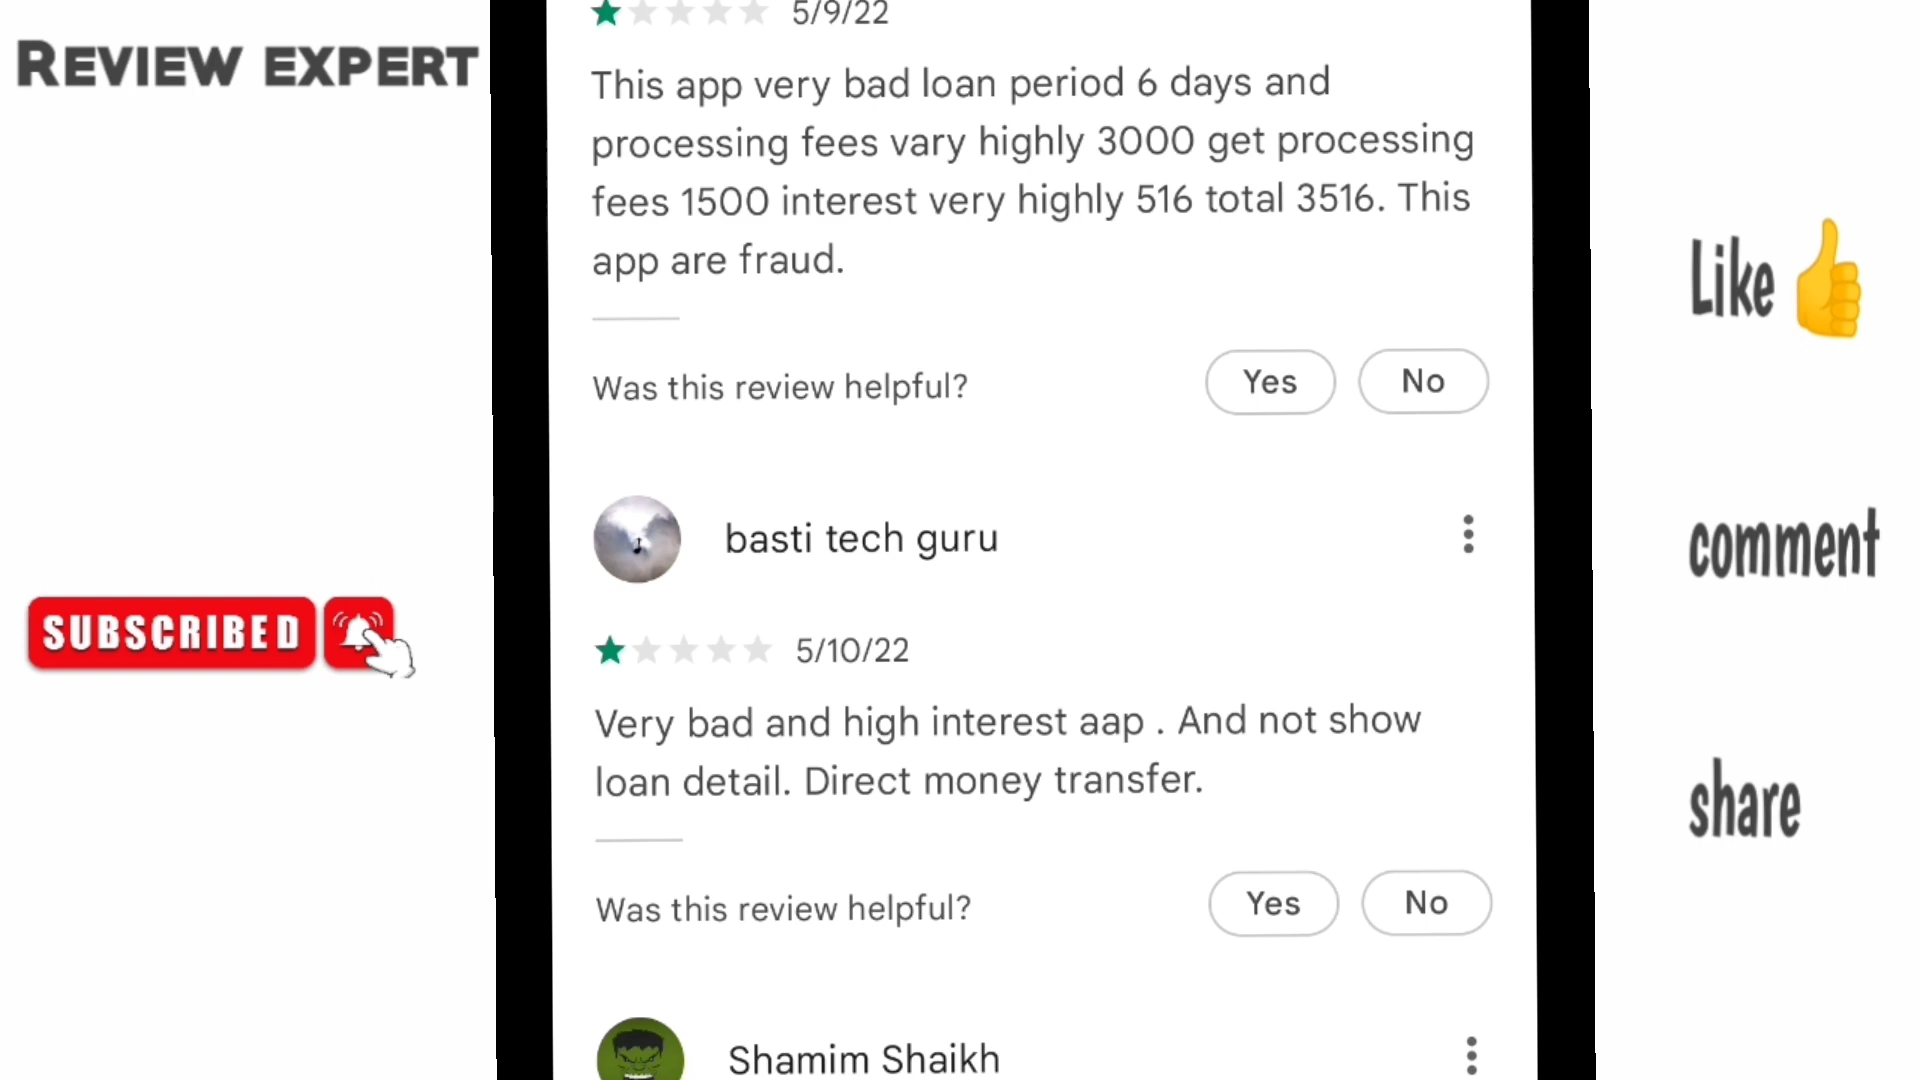 REVIEW EXPERT
5/9/22
This app very bad loan period 6 days and
processing fees vary highly 3000 get processing
fees 1500 interest very highly 516 total 3516. This
app are fraud.
Was this review helpful?
Yes
No
basti tech guru
5/10/22
Very bad and high interest aap . And not show
loan detail. Direct money transfer.
Was this review helpful?
Yes
No
Shamim Shaikh
SUBSCRIBED
Like
comment
share